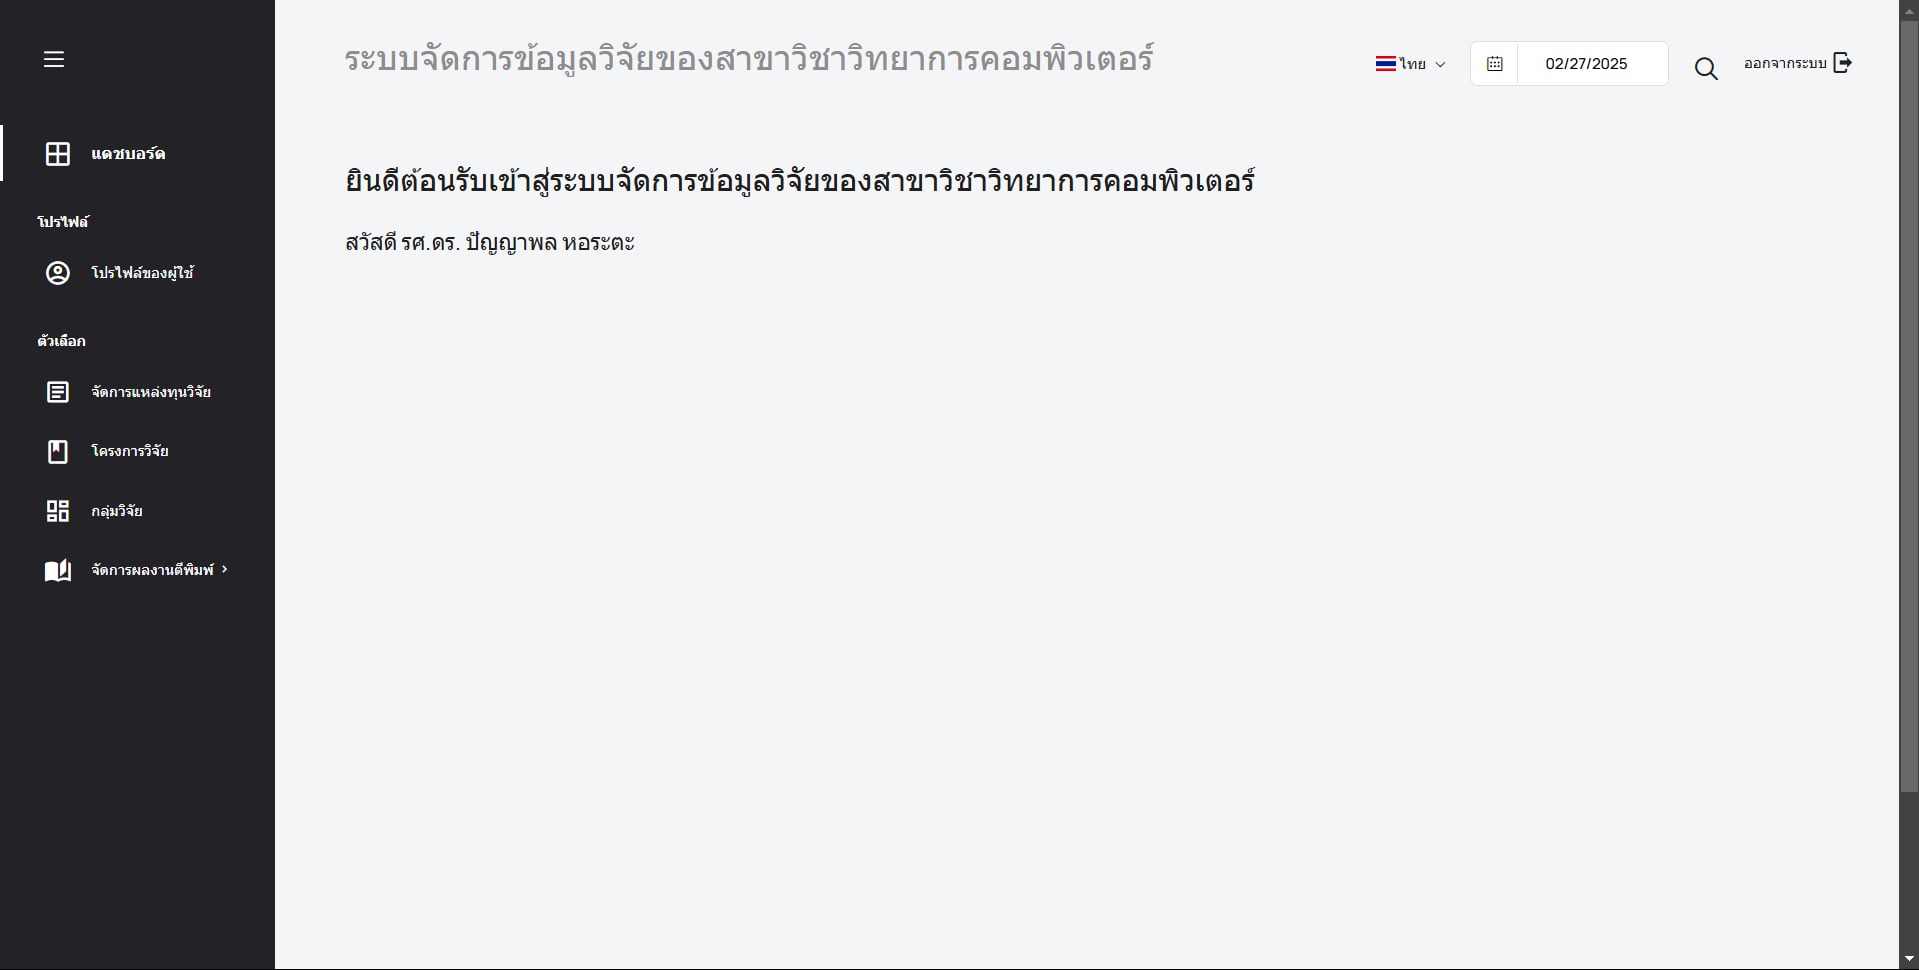 ระบบจัดการข้อมูลวิจัยของสาขาวิชาวิทยาการคอมพิวเตอร์
ไทย
02/27/2025
ออกจากระบบ
แดชบอร์ด
โปรไฟล์
โปรไฟล์ของผู้ใช้
ตัวเลือก
จัดการแหล่งทุนวิจัย
โครงการวิจัย
กลุ่มวิจัย
จัดการผลงานตีพิมพ์
ยินดีต้อนรับเข้าสู่ระบบจัดการข้อมูลวิจัยของสาขาวิชาวิทยาการคอมพิวเตอร์
สวัสดี รศ.ดร. ปัญญาพล หอระตะ